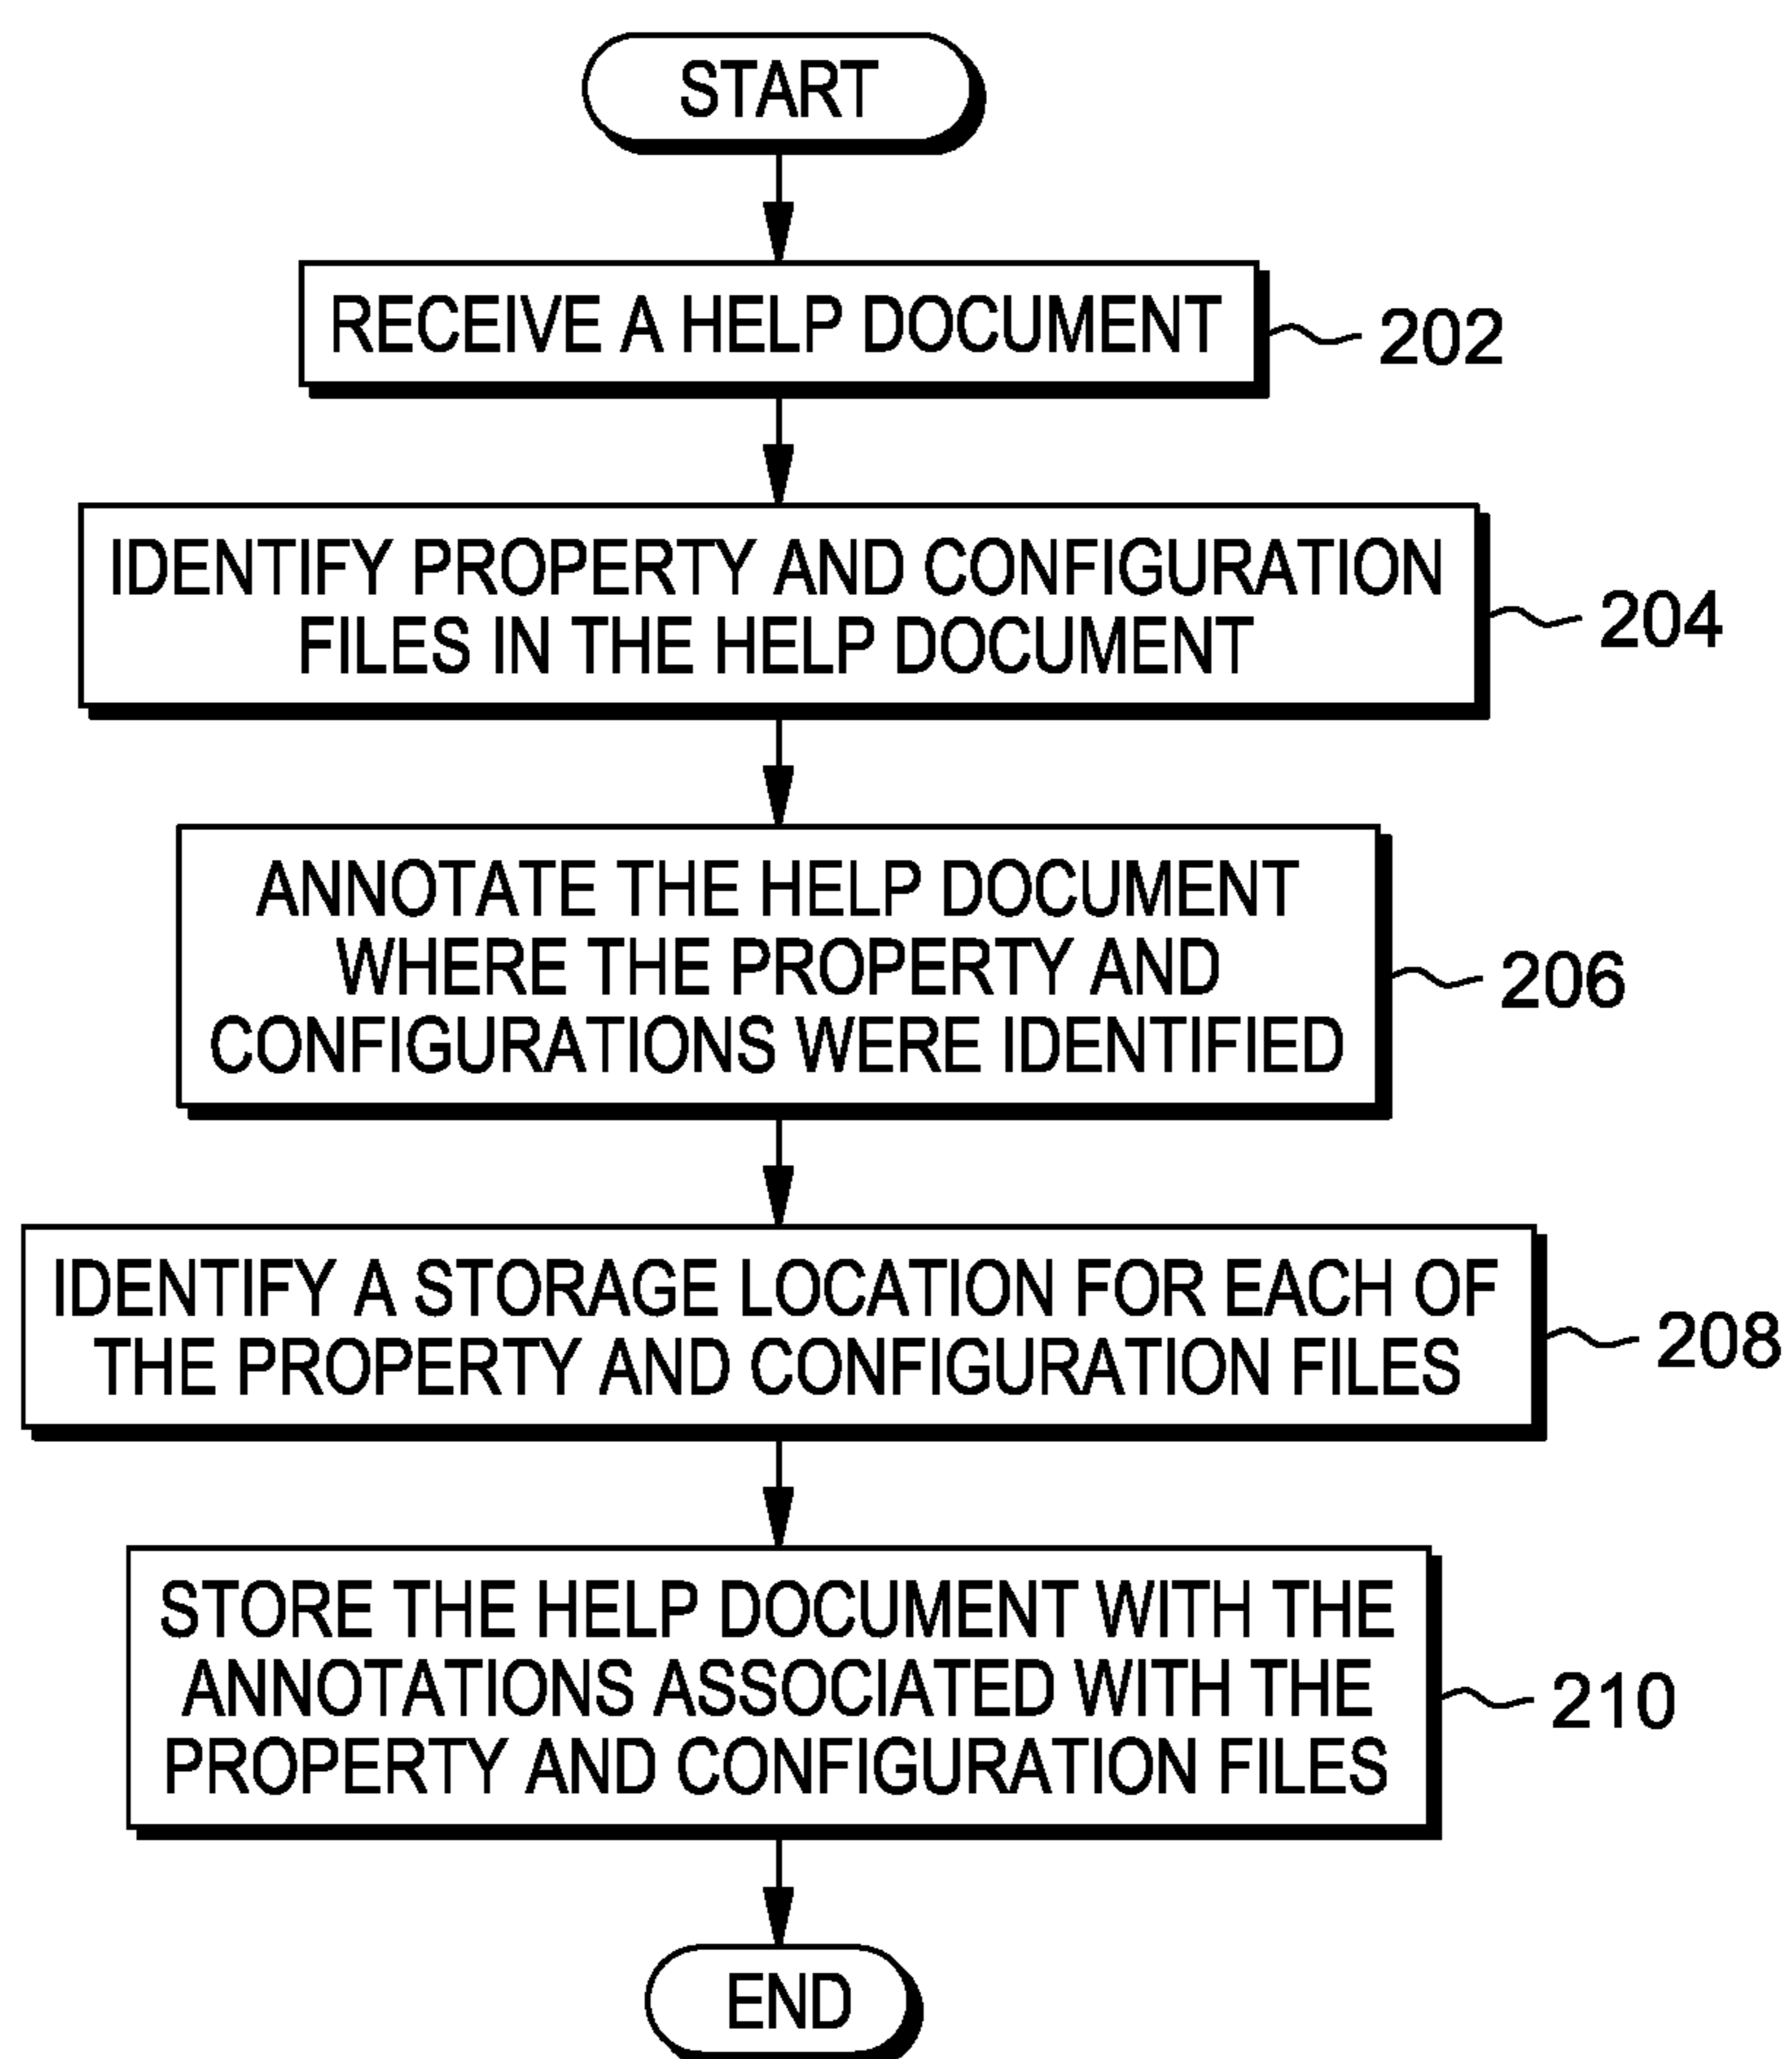 START
RECEIVE A HELP DOCUMENT
202
IDENTIFY PROPERTY AND CONFIGURATION
FILES IN THE HELP DOCUMENT
204
ANNOTATE THE HELP DOCUMENT
WHERE THE PROPERTY AND
CONFIGURATIONS WERE IDENTIFIED
206
IDENTIFY A STORAGE LOCATION FOR EACH OF
THE PROPERTY AND CONFIGURATION FILES
208
STORE THE HELP DOCUMENT WITH THE
ANNOTATIONS ASSOCIATED WITH THE
PROPERTY AND CONFIGURATION FILES
210
END